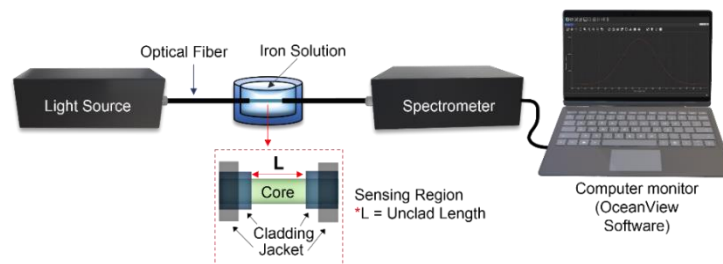 Optical Fiber
Iron Solution
Light Source
Spectrometer
L
Core
Cladding
Jacket
Sensing Region
*L = Unclad Length
Computer monitor
(OceanView
Software)